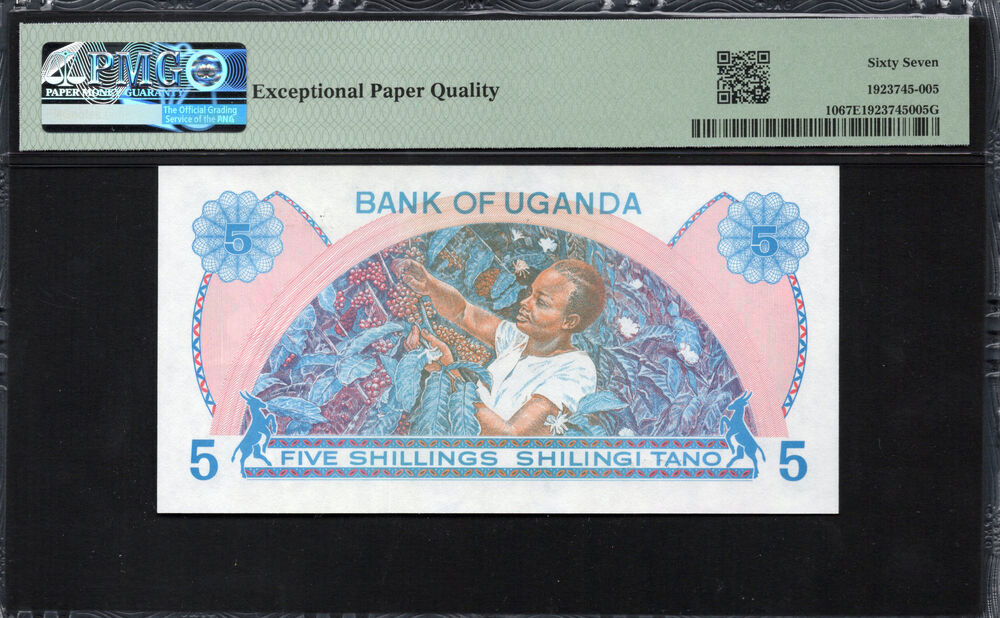 PMG
PAPER MONEY GUARANTY
The Official Grading
Service of the ANG
Exceptional Paper Quality
Sixty Seven
1923745-005
1067E1923745005G
BANK OF UGANDA
5
5
5
FIVE SHILLINGS SHILINGI TANO
5